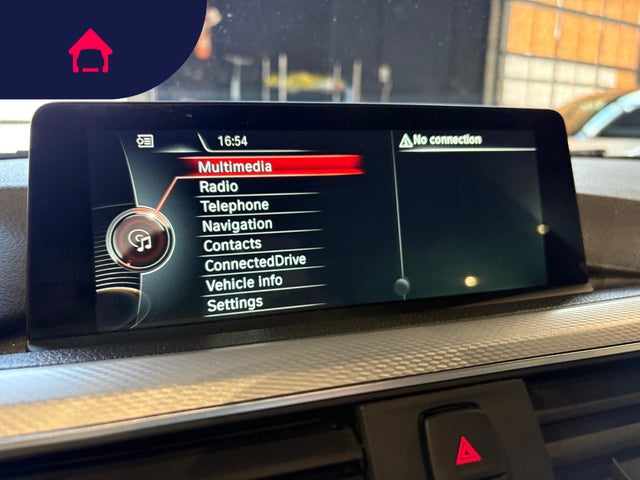 16:54
No connection
Multimedia
Radio
Telephone
Navigation
Contacts
ConnectedDrive
Vehicle info
Settings